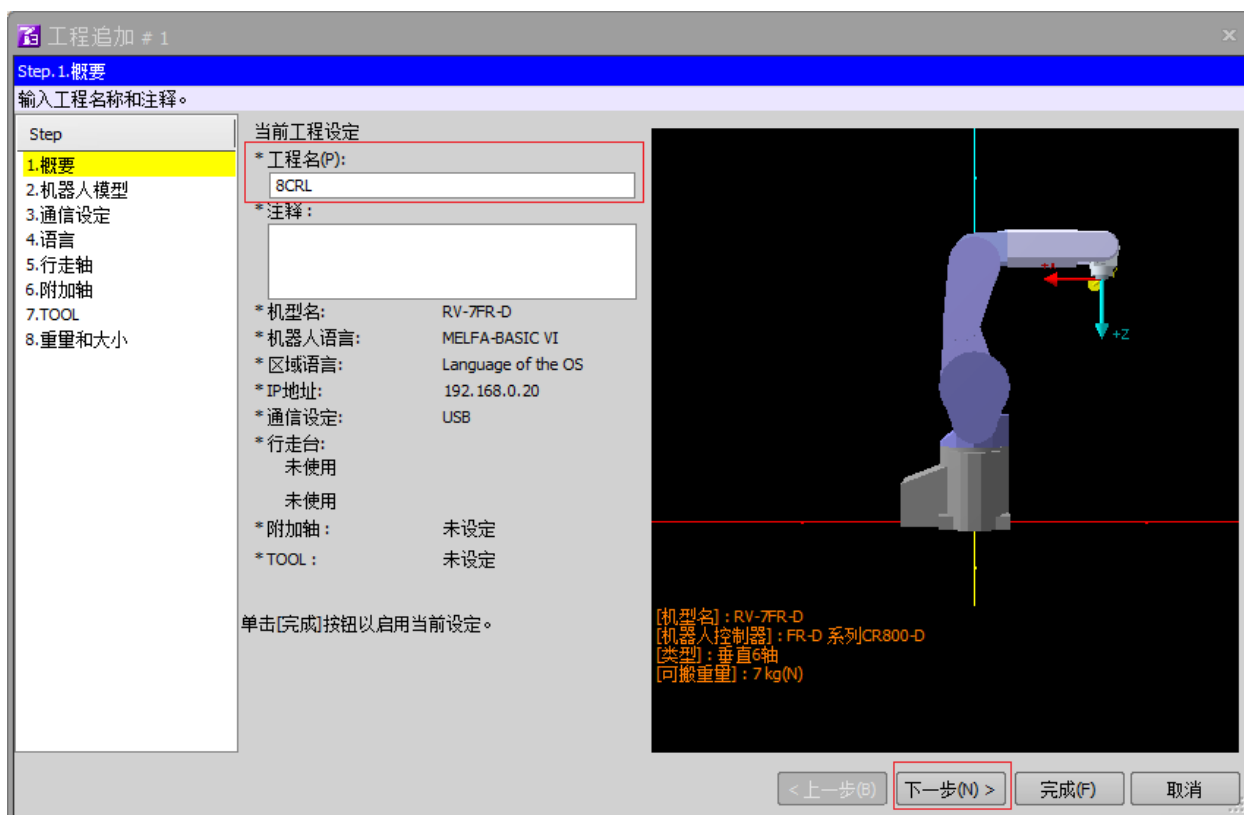 工程追加 # 1
Step.1.概要
输入工程名称和注释。
Step
1.概要
2.机器人模型
3.通信设定
4.语言
5.行走轴
6.附加轴
7.TOOL
8.重量和大小
当前工程设定
* 工程名(P):
8CRL
* 注释：
* 机型名: RV-7FR-D
* 机器人语言: MELFA-BASIC VI
* 区域语言: Language of the OS
* IP地址: 192.168.0.20
* 通信设定: USB
* 行走台:
未使用
未使用
* 附加轴： 未设定
* TOOL： 未设定
单击[完成]按钮以启用当前设定。
+Z
[机型名]：RV-7FR-D
[机器人控制器]：FR-D 系列CR800-D
[类型]：垂直6轴
[可搬重量]：7 kg(N)
< 上一步(B) 下一步(N) > 完成(F) 取消